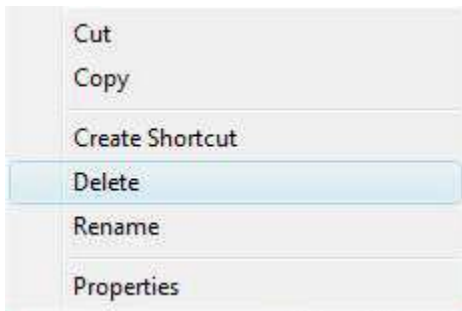 Cut
Copy
Create Shortcut
Delete
Rename
Properties